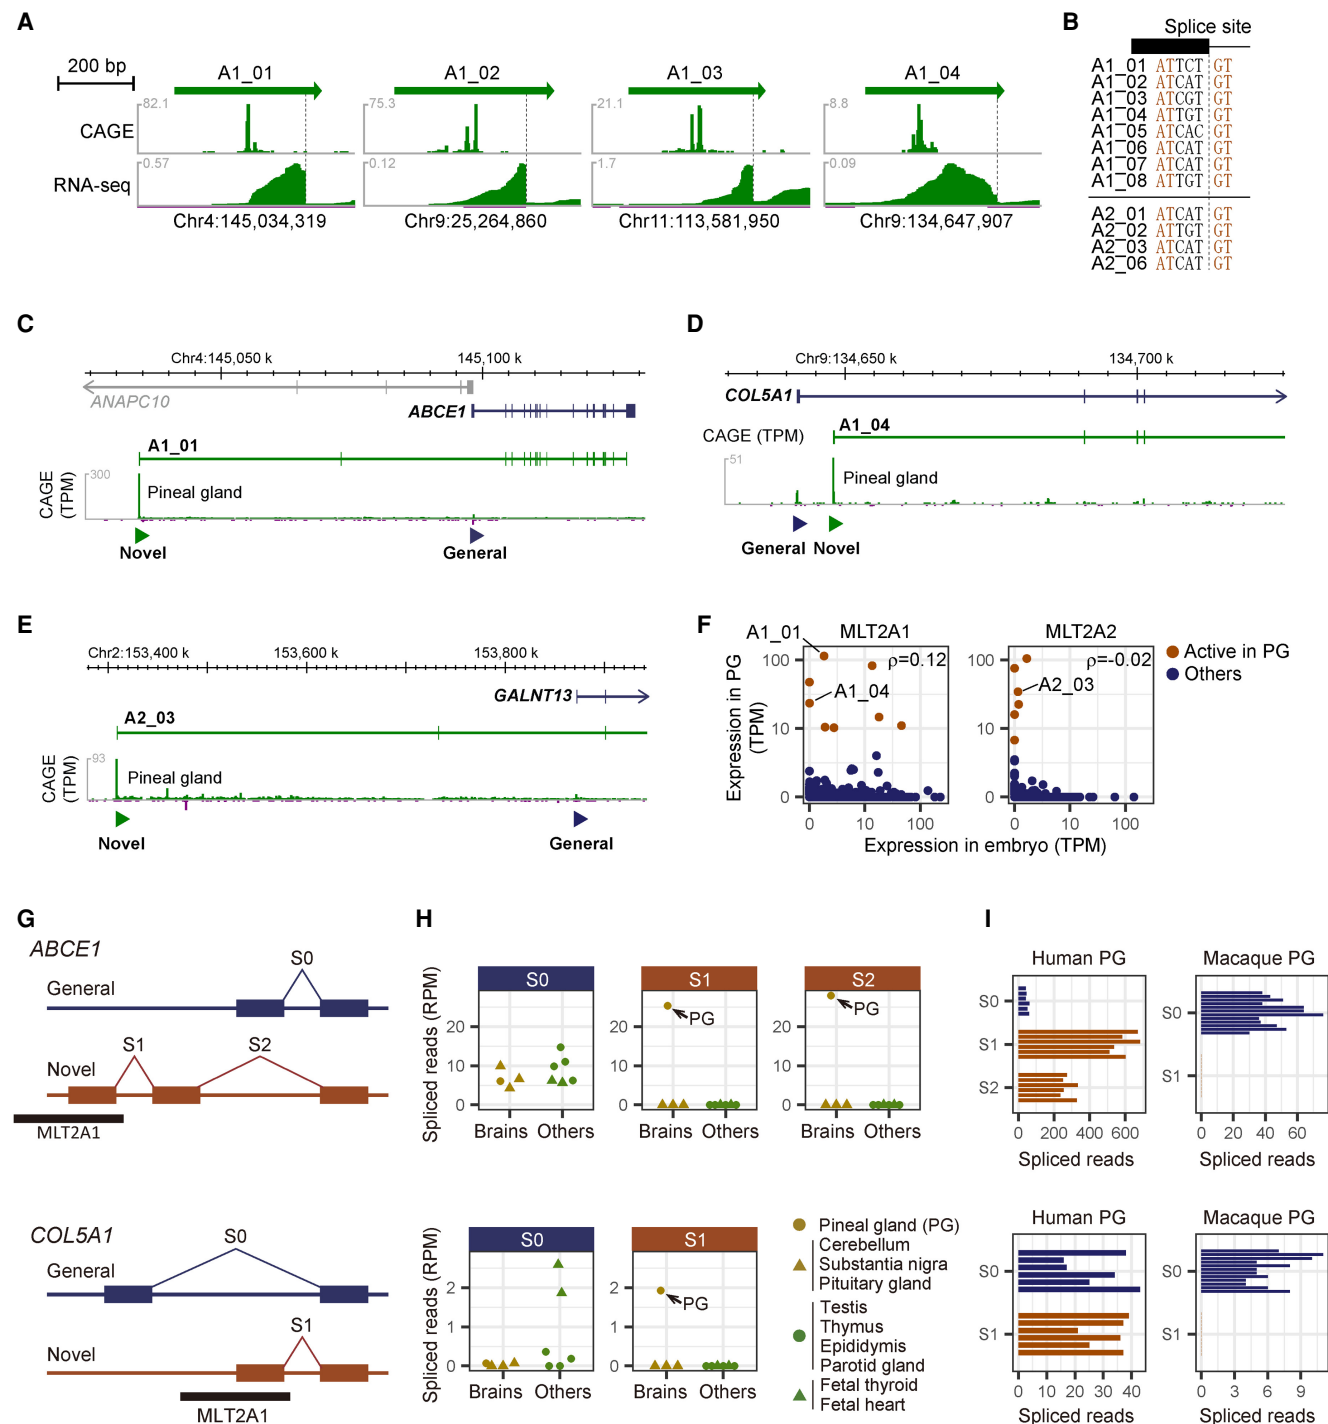 A
200 bp
A1_01
A1_02
A1_03
A1_04
CAGE
82.1
75.3
21.1
8.8
RNA-seq
0.57
0.12
1.7
0.09
Chr4:145,034,319
Chr9:25,264,860
Chr11:113,581,950
Chr9:134,647,907
B
Splice site
A1_01 ATTCT GT
A1_02 ATCAT GT
A1_03 ATCGT GT
A1_04 ATTGT GT
A1_05 ATCAC GT
A1_06 ATCAT GT
A1_07 ATCAT GT
A1_08 ATTGT GT
A2_01 ATCAT GT
A2_02 ATTGT GT
A2_03 ATCAT GT
A2_06 ATCAT GT
C
Chr4:145,050 k
145,100 k
ANAPC10
ABCE1
A1_01
CAGE (TPM)
300
Pineal gland
Novel
General
D
Chr9:134,650 k
134,700 k
COL5A1
CAGE (TPM)
A1_04
51
Pineal gland
General Novel
E
Chr2:153,400 k
153,600 k
153,800 k
GALNT13
A2_03
CAGE (TPM)
93
Pineal gland
Novel
General
F
A1_01
MLT2A1
MLT2A2
ρ=0.12
ρ=-0.02
A1_04
A2_03
Active in PG
Others
Expression in PG (TPM)
100
10
0
100
10
0
0 10 100
0 10 100
Expression in embryo (TPM)
G
ABCE1
S0
General
S1
S2
Novel
MLT2A1
COL5A1
S0
General
S1
Novel
MLT2A1
H
S0
S1
S2
Spliced reads (RPM)
20
10
0
20
10
0
20
10
0
PG
PG
Brains Others
Brains Others
Brains Others
S0
S1
Spliced reads (RPM)
2
1
0
2
1
0
PG
Brains Others
Brains Others
Pineal gland (PG)
Cerebellum
Substantia nigra
Pituitary gland
Testis
Thymus
Epididymis
Parotid gland
Fetal thyroid
Fetal heart
I
Human PG
Macaque PG
S0
S1
S2
S0
S1
0 200 400 600
0 20 40 60
Spliced reads
Spliced reads
Human PG
Macaque PG
S0
S1
S0
S1
0 10 20 30 40
0 3 6 9
Spliced reads
Spliced reads